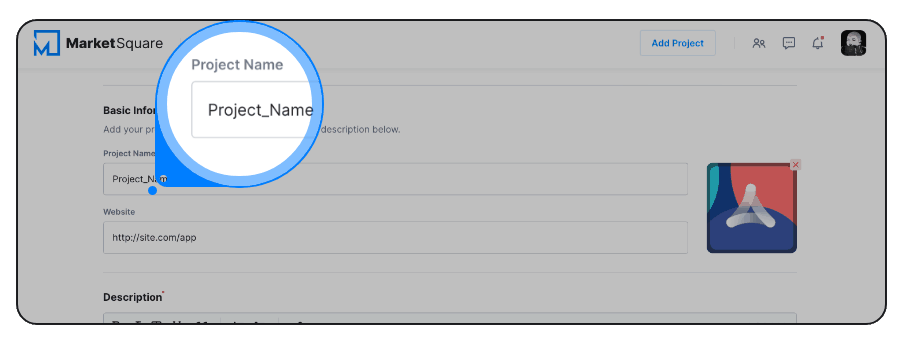 MarketSquare
Add Project
Project Name
Project_Name
Basic Infor
Add your pr
description below.
Project Name
Project_Nam
Website
http://site.com/app
Description*